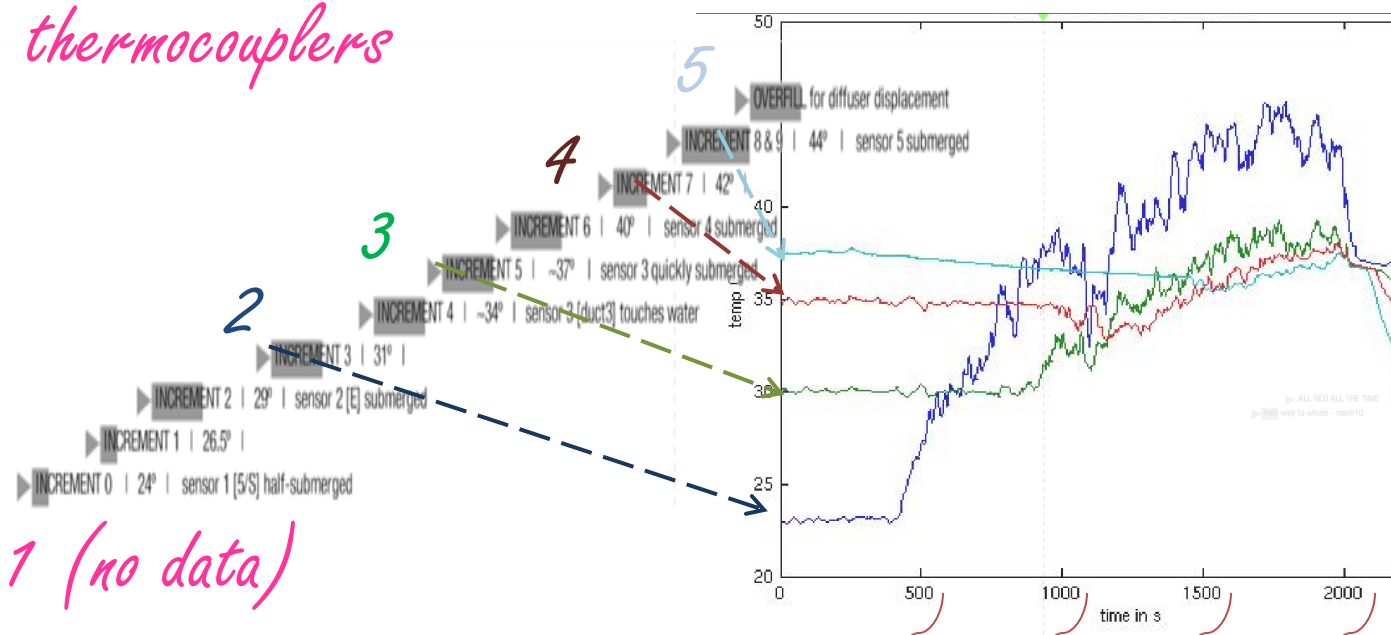 thermocouplers
5
OVERFILL for diffuser displacement
INCREMENT 8 & 9 | 44º | sensor 5 submerged
4
INCREMENT 7 | 42º |
INCREMENT 6 | 40º | sensor 4 submerged
3
INCREMENT 5 | ~37º | sensor 3 quickly submerged
INCREMENT 4 | ~34º | sensor 3 [duct3] touches water
2
INCREMENT 3 | 31º |
INCREMENT 2 | 29º | sensor 2 [E] submerged
INCREMENT 1 | 26.5º |
INCREMENT 0 | 24º | sensor 1 [5/S] half-submerged
1 (no data)
50
40
35
30
25
20
temp
0 500 1000 1500 2000
time in s
ALL RED ALL THE TIME
half-way to whole - mark10